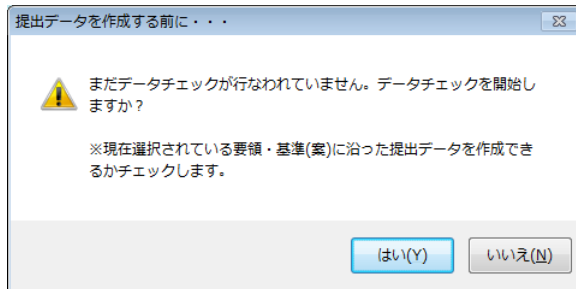 提出データを作成する前に・・・
まだデータチェックが行なわれていません。データチェックを開始し
ますか？
※現在選択されている要領・基準(案)に沿った提出データを作成でき
るかチェックします。
はい(Y)
いいえ(N)